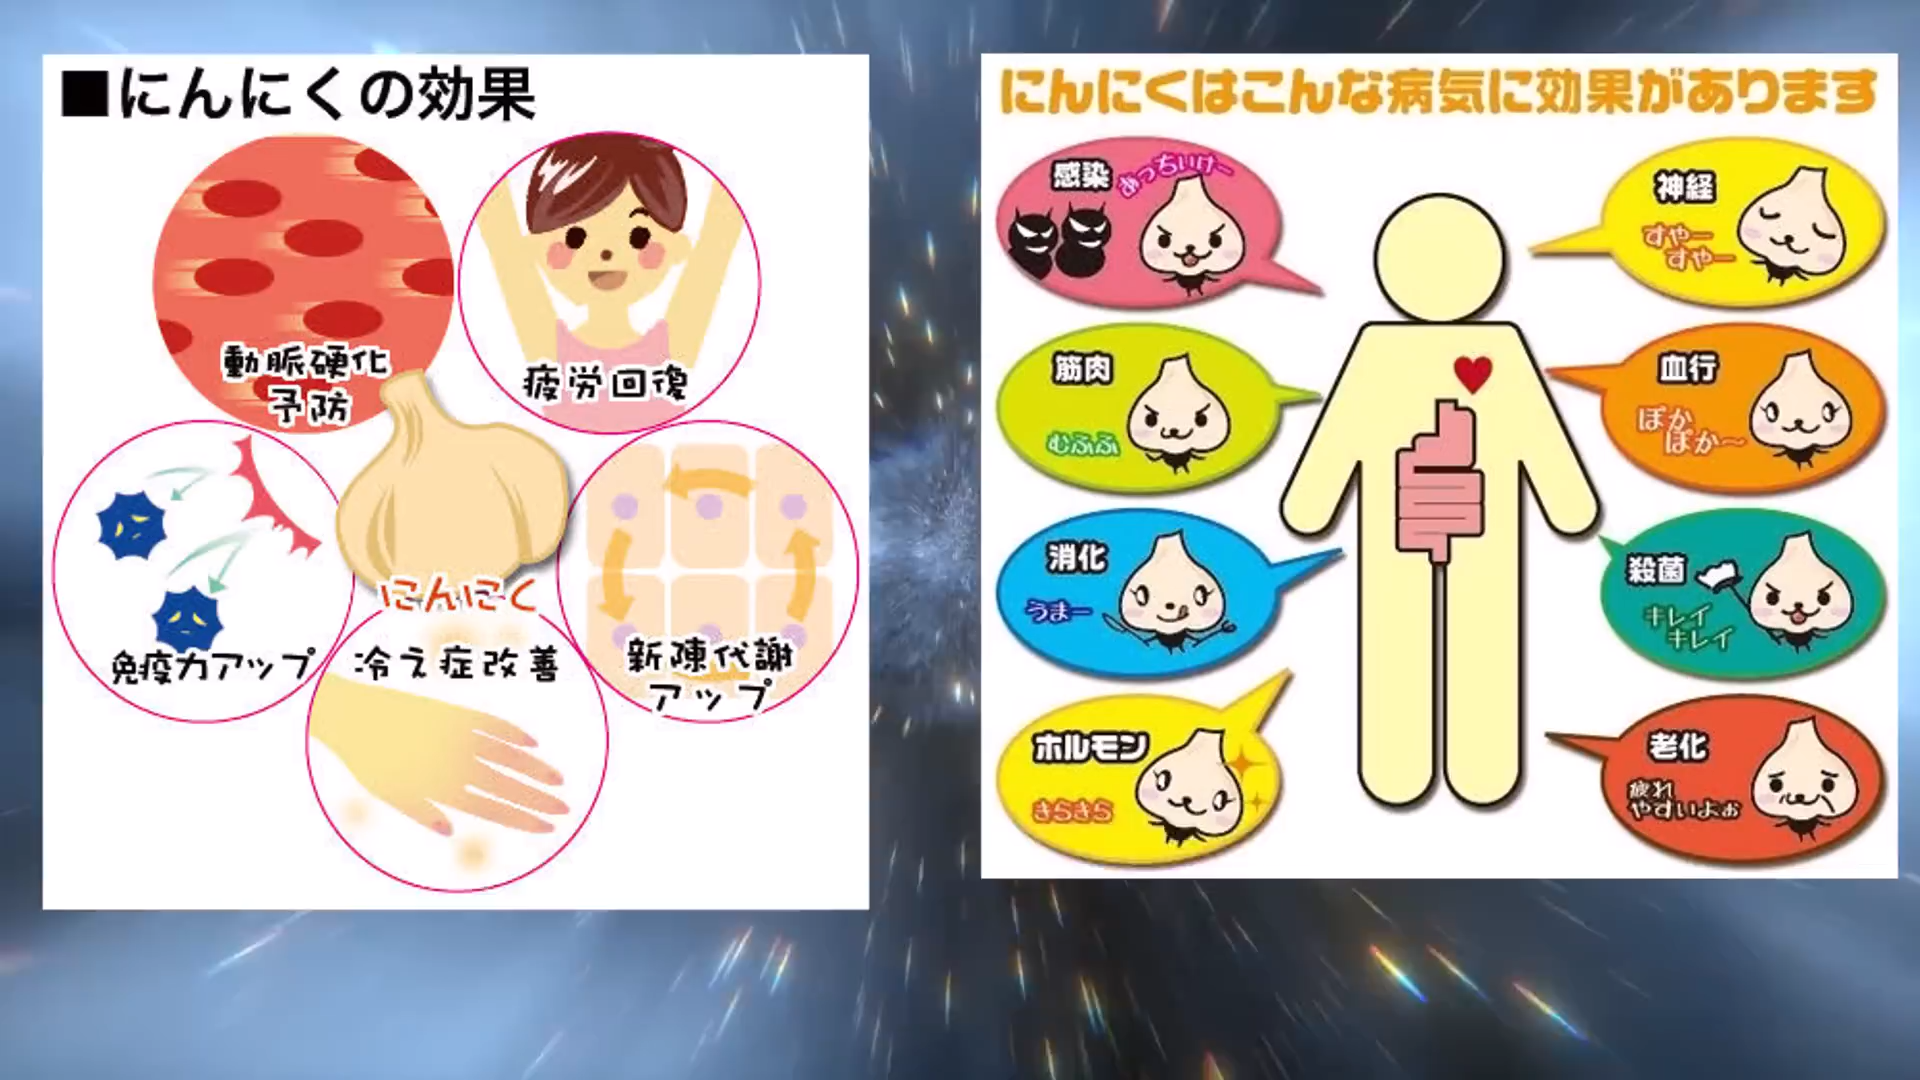 ■にんにくの効果
動脈硬化
予防
疲労回復
にんにく
免疫力アップ
冷え症改善
新陳代謝
アップ
にんにくはこんな病気に効果があります
感染
あっちいけー
神経
すやー
すやー
筋肉
むふふ
血行
ぽか
ぽか〜
消化
うまー
殺菌
キレイ
キレイ
ホルモン
きらきら
老化
疲れ
やすいよぉ